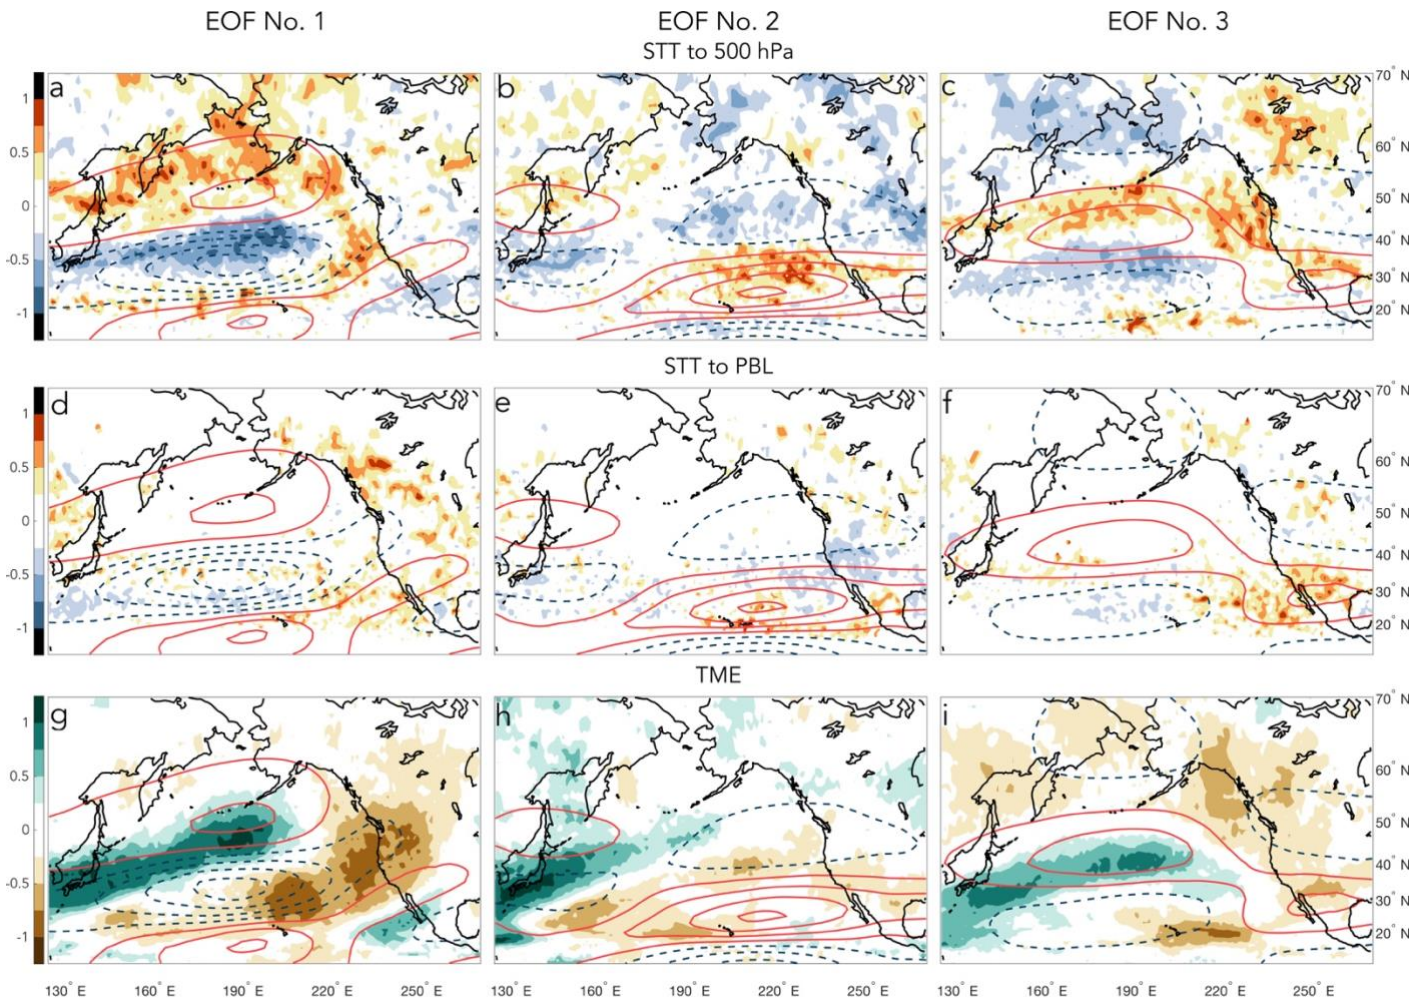 EOF No. 1 EOF No. 2 EOF No. 3
STT to 500 hPa
a b c
1
0.5
0
-0.5
-1
70° N
60° N
50° N
40° N
30° N
20° N
STT to PBL
d e f
1
0.5
0
-0.5
-1
70° N
60° N
50° N
40° N
30° N
20° N
TME
g h i
1
0.5
0
-0.5
-1
70° N
60° N
50° N
40° N
30° N
20° N
130° E 160° E 190° E 220° E 250° E 130° E 160° E 190° E 220° E 250° E 130° E 160° E 190° E 220° E 250° E